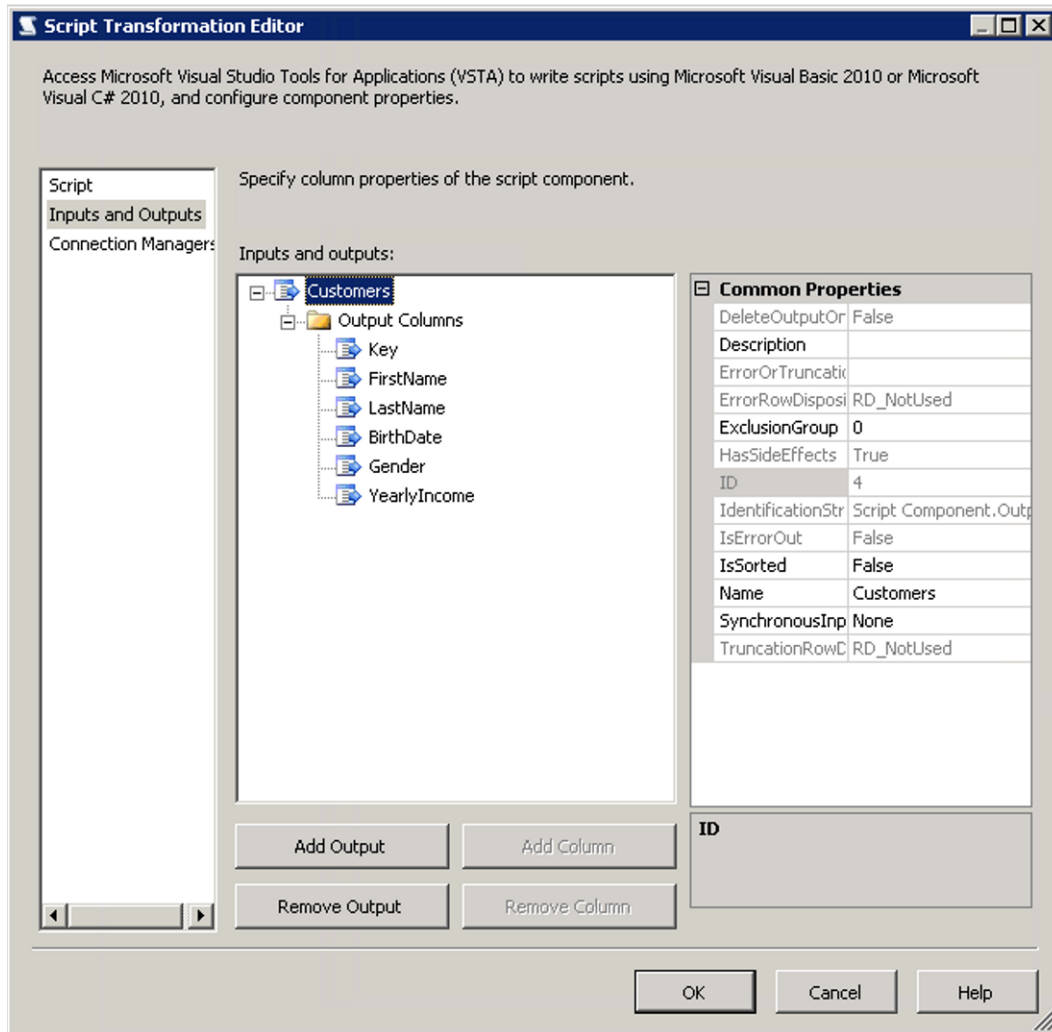 Script Transformation Editor
Access Microsoft Visual Studio Tools for Applications (VSTA) to write scripts using Microsoft Visual Basic 2010 or Microsoft
Visual C# 2010, and configure component properties.
Script
Inputs and Outputs
Connection Managers
Specify column properties of the script component.
Inputs and outputs:
Customers
Output Columns
Key
FirstName
LastName
BirthDate
Gender
YearlyIncome
Common Properties
DeleteOutputOr False
Description
ErrorOrTruncatio
ErrorRowDisposi RD_NotUsed
ExclusionGroup 0
HasSideEffects True
ID 4
IdentificationStr Script Component.Outp
IsErrorOut False
IsSorted False
Name Customers
SynchronousInp None
TruncationRowD RD_NotUsed
ID
Add Output
Add Column
Remove Output
Remove Column
OK
Cancel
Help